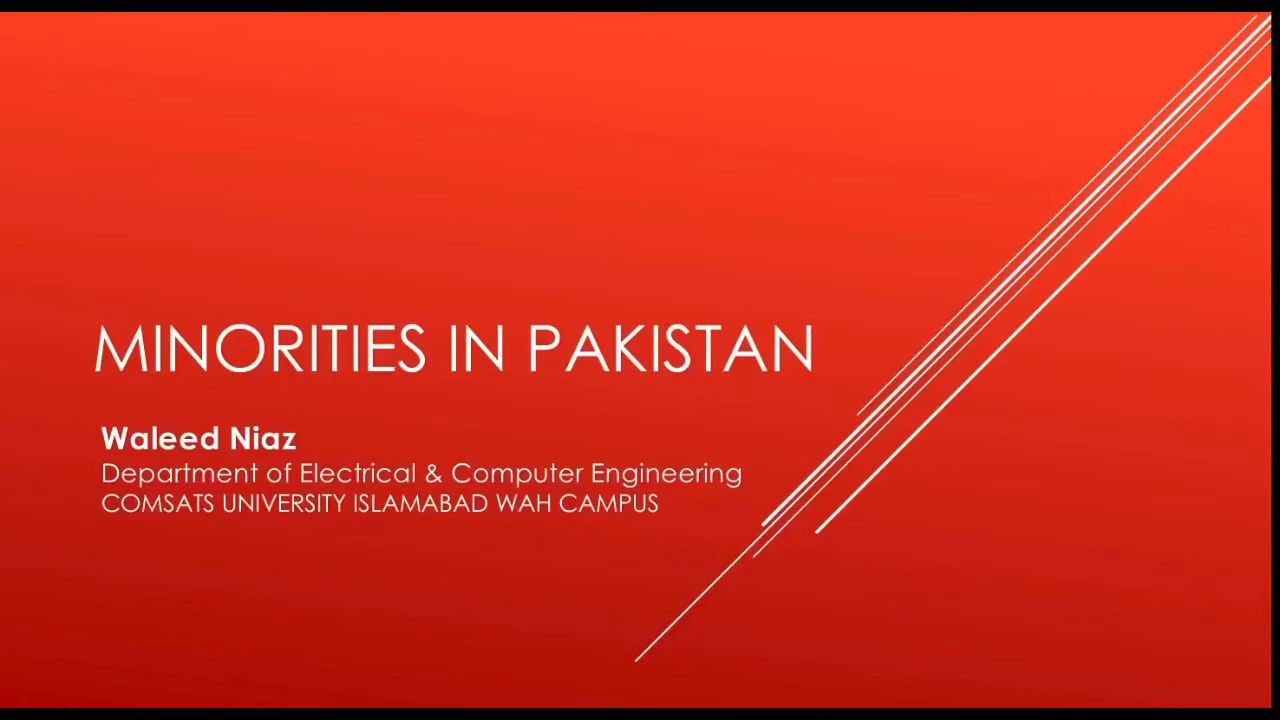 MINORITIES IN PAKISTAN
Waleed Niaz
Department of Electrical & Computer Engineering
COMSATS UNIVERSITY ISLAMABAD WAH CAMPUS